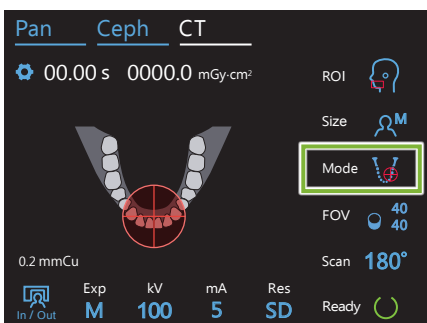 Pan Ceph CT
00.00 s 0000.0 mGy·cm²
ROI
Size M
Mode
FOV 40
40
0.2 mmCu
Scan 180°
Exp kV mA Res
In / Out M 100 5 SD
Ready